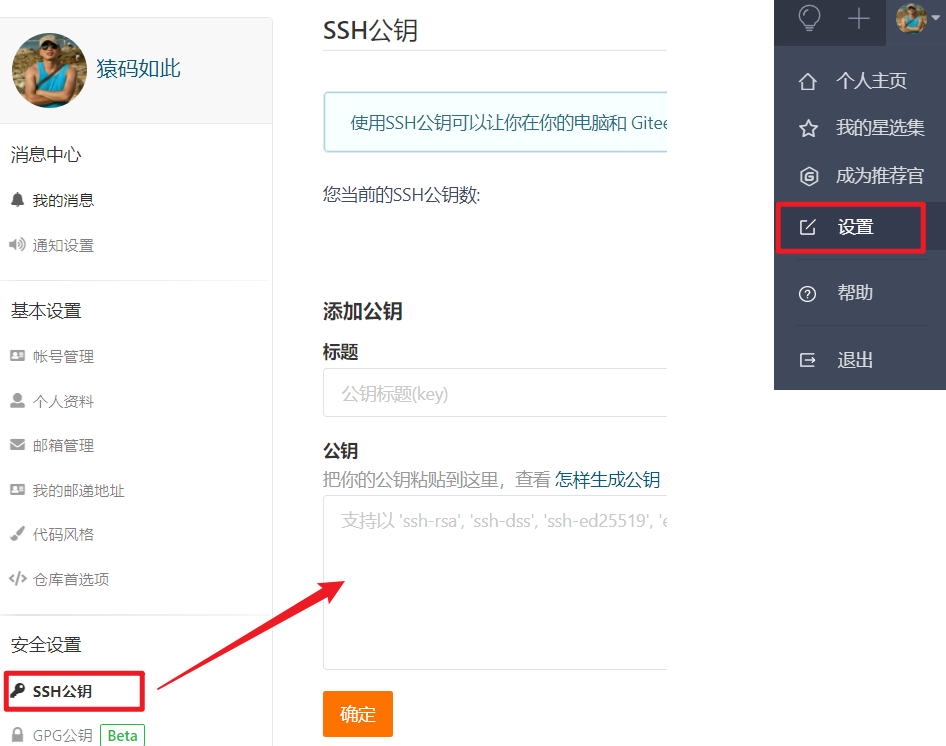 猿码如此
消息中心
我的消息
通知设置
基本设置
帐号管理
个人资料
邮箱管理
我的邮递地址
代码风格
仓库首选项
安全设置
SSH公钥
GPG公钥 Beta
SSH公钥
使用SSH公钥可以让你在你的电脑和 Gitee
您当前的SSH公钥数:
添加公钥
标题
公钥标题(key)
公钥
把你的公钥粘贴到这里，查看 怎样生成公钥
支持以 'ssh-rsa', 'ssh-dss', 'ssh-ed25519', 'e
确定
个人主页
我的星选集
成为推荐官
设置
帮助
退出